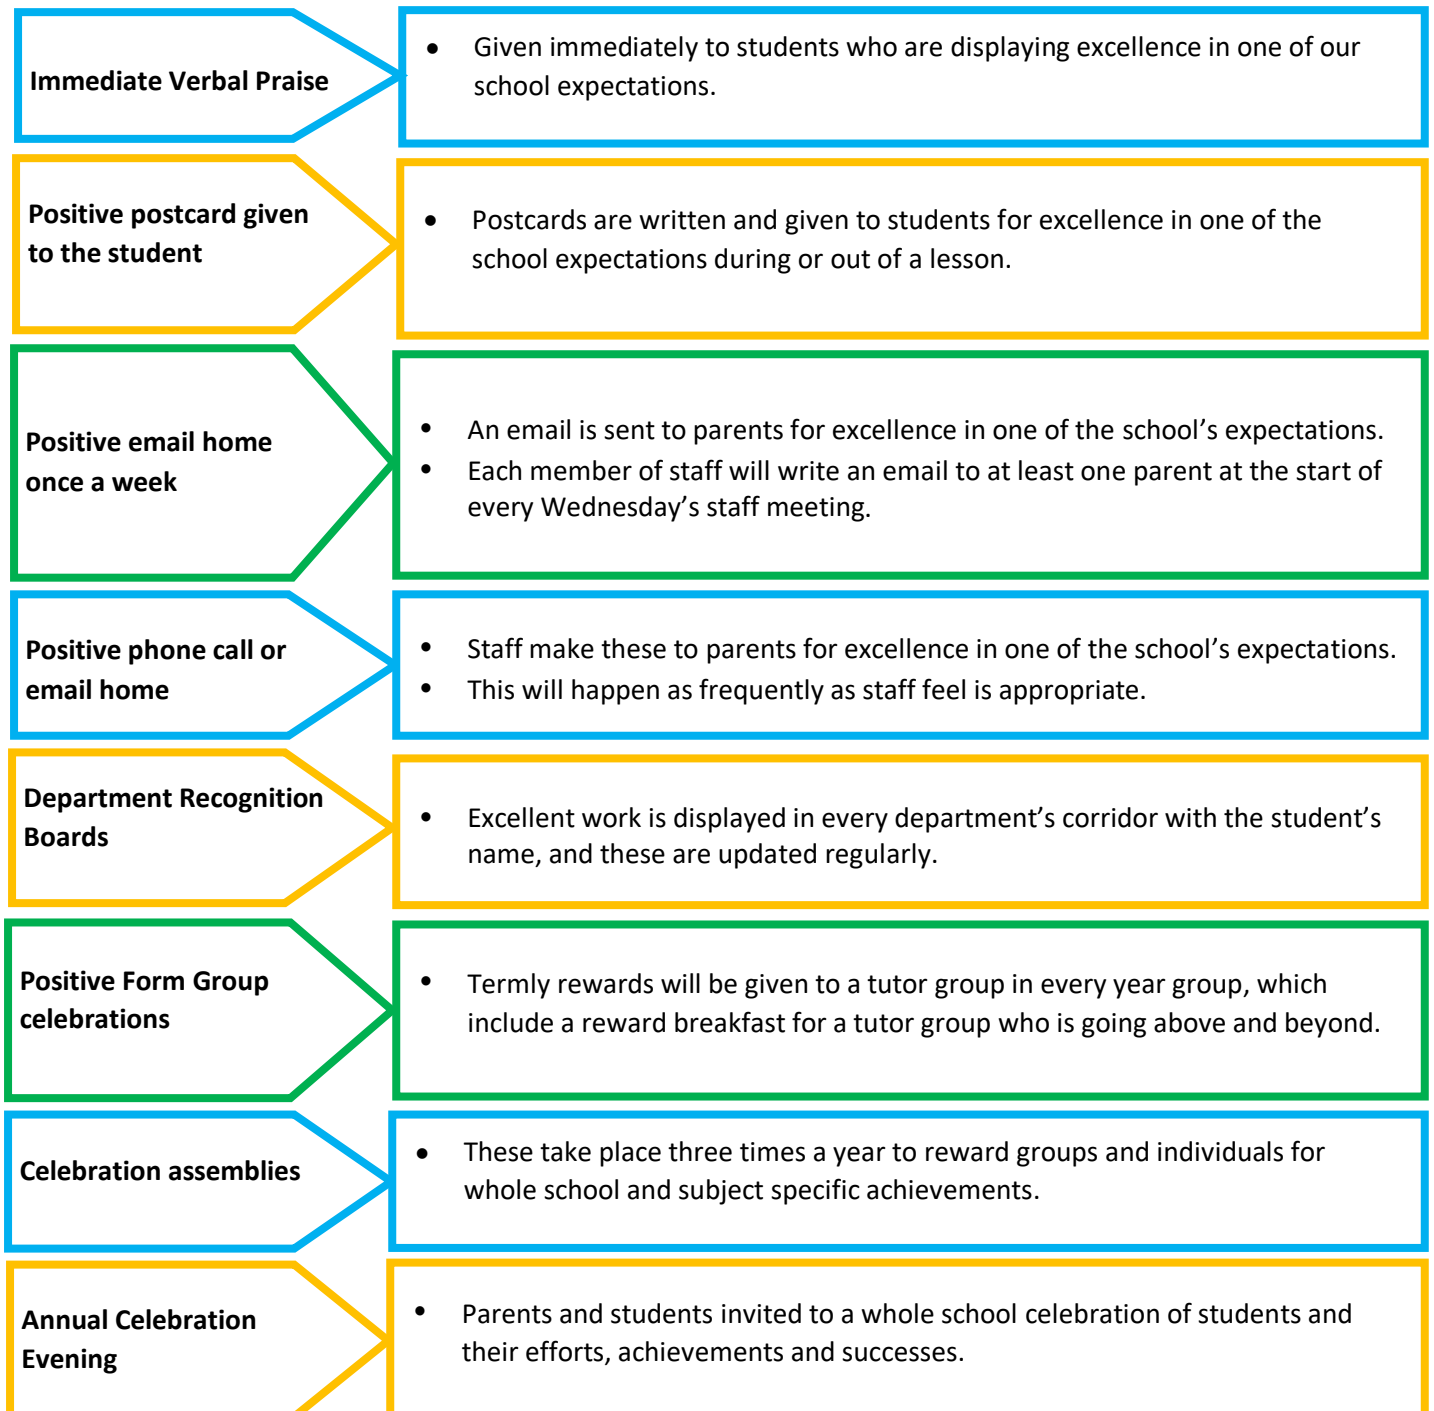 Immediate Verbal Praise
• Given immediately to students who are displaying excellence in one of our
school expectations.
Positive postcard given
to the student
• Postcards are written and given to students for excellence in one of the
school expectations during or out of a lesson.
Positive email home
once a week
• An email is sent to parents for excellence in one of the school’s expectations.
• Each member of staff will write an email to at least one parent at the start of
every Wednesday’s staff meeting.
Positive phone call or
email home
• Staff make these to parents for excellence in one of the school’s expectations.
• This will happen as frequently as staff feel is appropriate.
Department Recognition
Boards
• Excellent work is displayed in every department’s corridor with the student’s
name, and these are updated regularly.
Positive Form Group
celebrations
• Termly rewards will be given to a tutor group in every year group, which
include a reward breakfast for a tutor group who is going above and beyond.
Celebration assemblies
• These take place three times a year to reward groups and individuals for
whole school and subject specific achievements.
Annual Celebration
Evening
• Parents and students invited to a whole school celebration of students and
their efforts, achievements and successes.